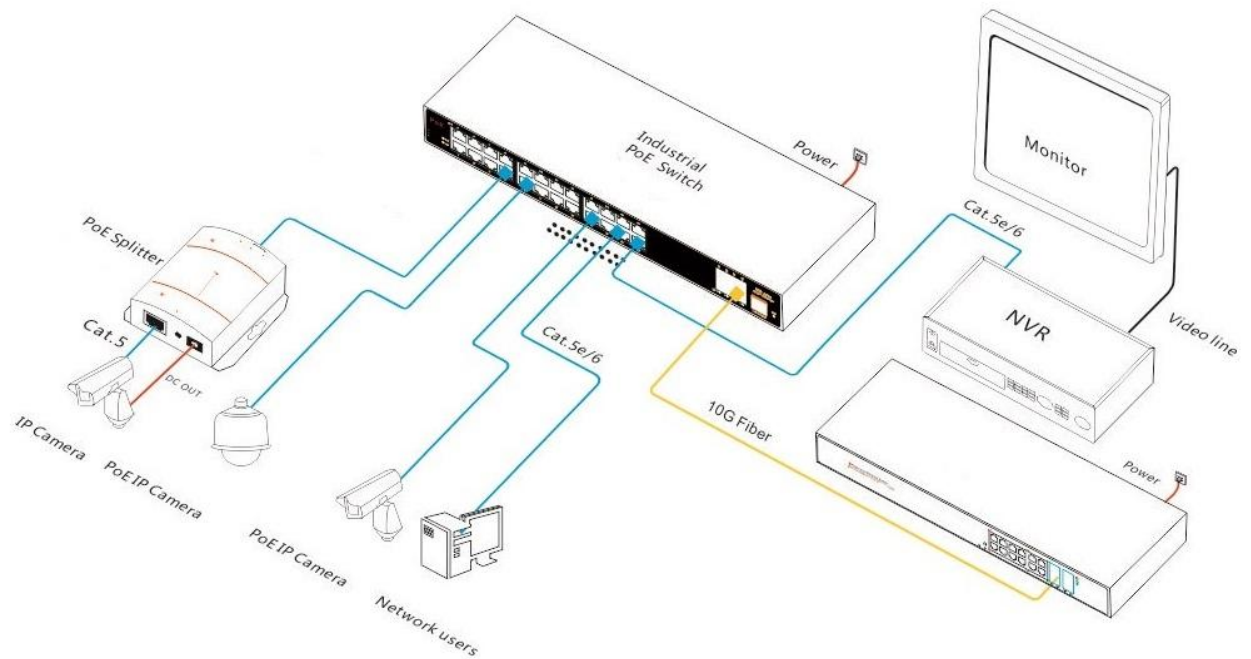 Industrial
PoE Switch
Power
Monitor
PoE Splitter
Cat.5e/6
NVR
Video line
Cat.5
DC OUT
Cat.5e/6
10G Fiber
IP Camera
PoE IP Camera
Power
PoE IP Camera
Network users